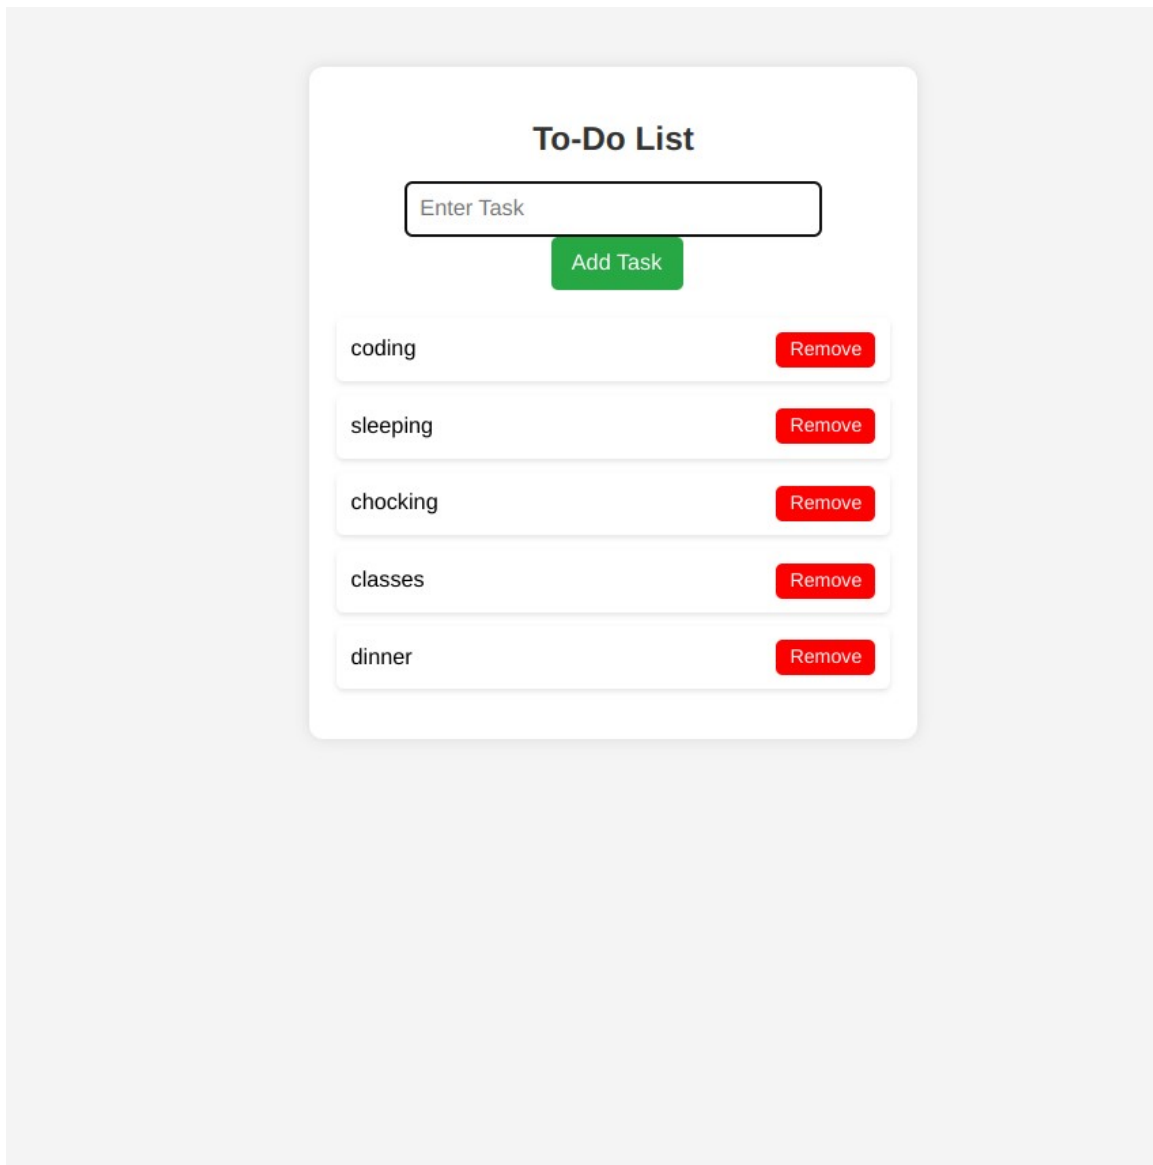 To-Do List
Enter Task
Add Task
coding Remove
sleeping Remove
chocking Remove
classes Remove
dinner Remove